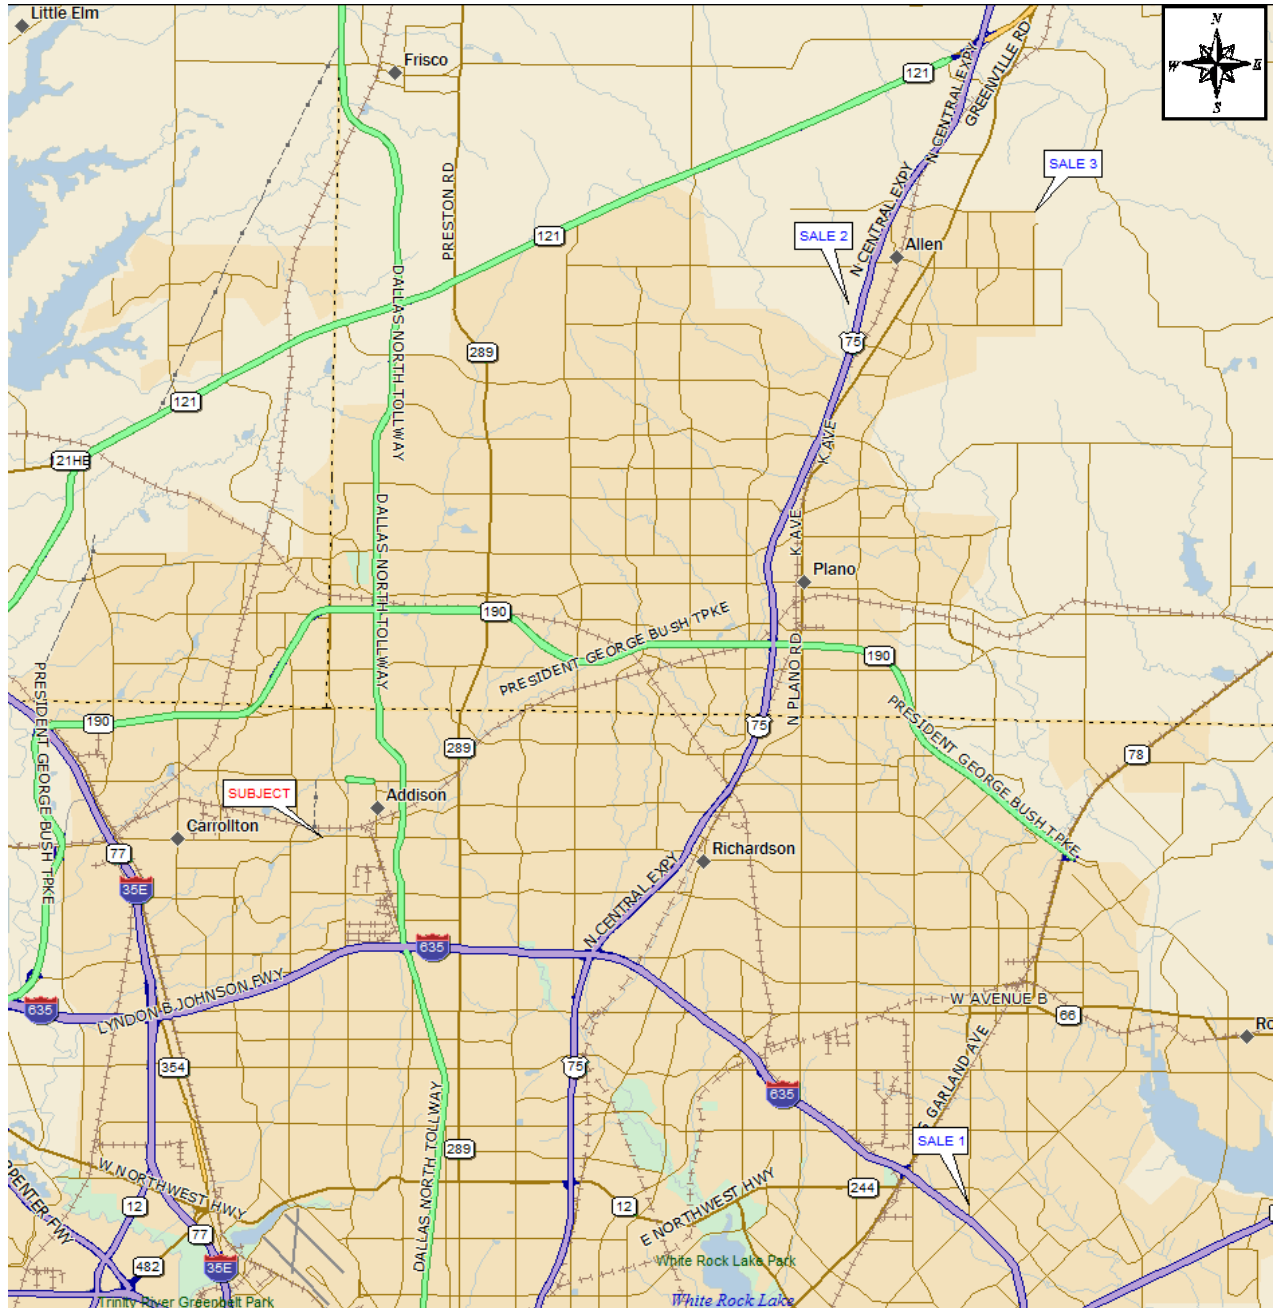 Little Elm
N
W
E
S
Frisco
121
N CENTRAL EXPY
GREENVILLE RD
PRESTON RD
SALE 3
N CENTRAL EXPY
SALE 2
121
Allen
DALLAS NORTH TOLLWAY
289
75
121
K AVE
121HB
DALLAS NORTH TOLLWAY
K AVE
Plano
190
PRESIDENT GEORGE BUSH TPKE
N PLANO RD
190
PRESIDENT GEORGE BUSH TPKE
190
75
PRESIDENT GEORGE BUSH TPKE
289
78
SUBJECT
Addison
Carrollton
77
Richardson
35E
N CENTRAL EXPY
635
LYNDON B JOHNSON FWY
635
W AVENUE B
66
Ro
354
75
635
S GARLAND AVE
DALLAS NORTH TOLLWAY
289
SALE 1
W NORTHWEST HWY
12
12
244
E NORTHWEST HWY
RPENTER FWY
77
482
35E
White Rock Lake Park
Trinity River Greenbelt Park
White Rock Lake